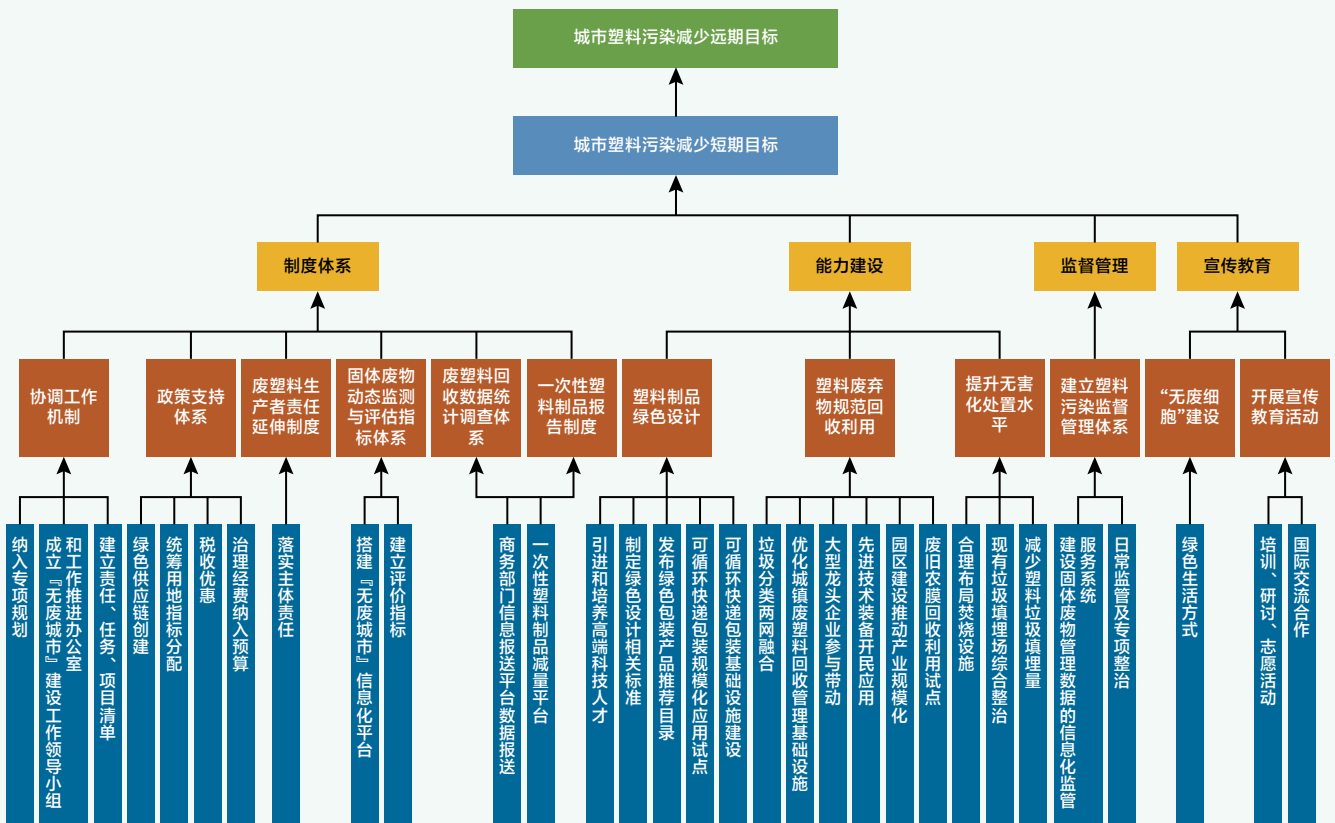 城市塑料污染减少远期目标
城市塑料污染减少短期目标
制度体系
能力建设
监督管理
宣传教育
协调工作
机制
政策支持
体系
废塑料生
产者责任
延伸制度
固体废物
动态监测
与评估指
标体系
废塑料回
收数据统
计调查体
系
一次性塑
料制品报
告制度
塑料制品
绿色设计
塑料废弃
物规范回
收利用
提升无害
化处置水
平
建立塑料
污染监督
管理体系
“无废细
胞”建设
开展宣传
教育活动
纳入专项规划
成立『无废城市』建设工作领导小组
和工作推进办公室
建立责任、任务、项目清单
绿色供应链创建
统筹用地指标分配
税收优惠
治理经费纳入预算
落实主体责任
搭建『无废城市』信息化平台
建立评价指标
商务部门信息报送平台数据报送
一次性塑料制品减量平台
引进和培养高端科技人才
制定绿色设计相关标准
发布绿色包装产品推荐目录
可循环快递包装规模化应用试点
可循环快递包装基础设施建设
垃圾分类两网融合
优化城镇废塑料回收管理基础设施
大型龙头企业参与带动
先进技术装备开民应用
园区建设推动产业规模化
废旧农膜回收利用试点
合理布局焚烧设施
现有垃圾填埋场综合整治
减少塑料垃圾填埋量
建设固体废物管理数据的信息化监管
服务系统
日常监管及专项整治
绿色生活方式
培训、研讨、志愿活动
国际交流合作